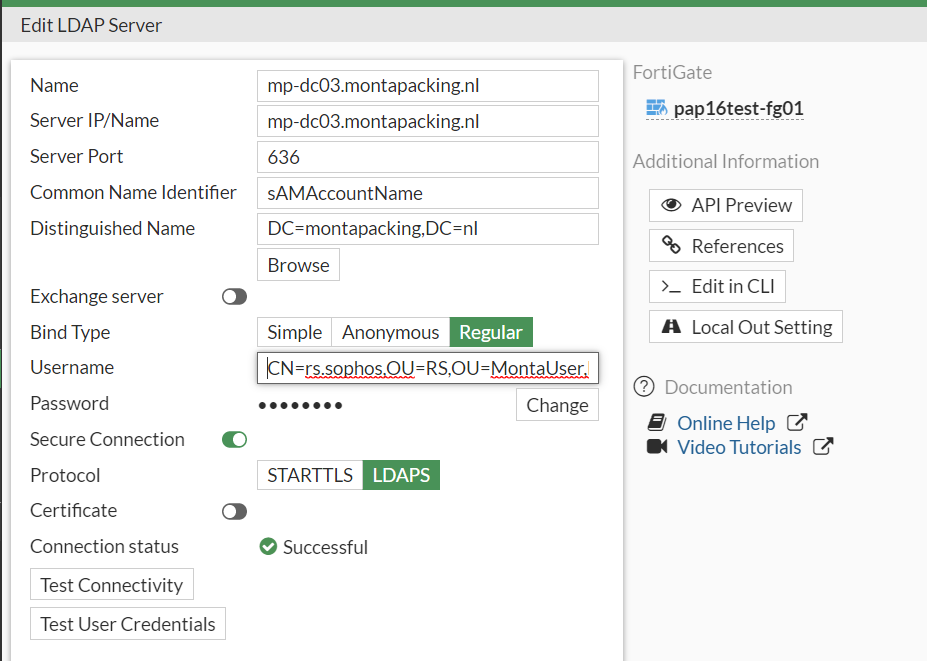 Edit LDAP Server
Name mp-dc03.montapacking.nl
Server IP/Name mp-dc03.montapacking.nl
Server Port 636
Common Name Identifier sAMAccountName
Distinguished Name DC=montapacking,DC=nl
Browse
Exchange server
Bind Type Simple Anonymous Regular
Username CN=rs.sophos,OU=RS,OU=MontaUser,
Password •••••••• Change
Secure Connection
Protocol STARTTLS LDAPS
Certificate
Connection status Successful
Test Connectivity
Test User Credentials
FortiGate
pap16test-fg01
Additional Information
API Preview
References
>_ Edit in CLI
Local Out Setting
? Documentation
Online Help
Video Tutorials